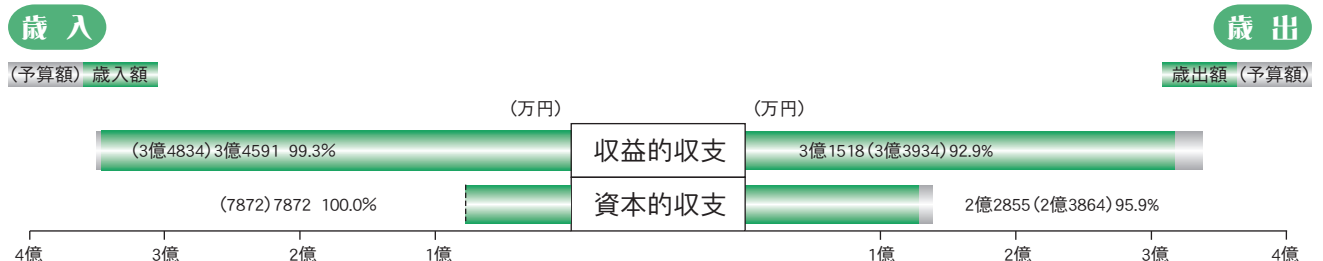 歳 入
歳 出
(予算額) 歳入額
歳出額 (予算額)
(万円)
(万円)
(3億4834)3億4591 99.3%
収益的収支
3億1518(3億3934)92.9%
(7872)7872 100.0%
資本的収支
2億2855(2億3864)95.9%
4億 3億 2億 1億 1億 2億 3億 4億